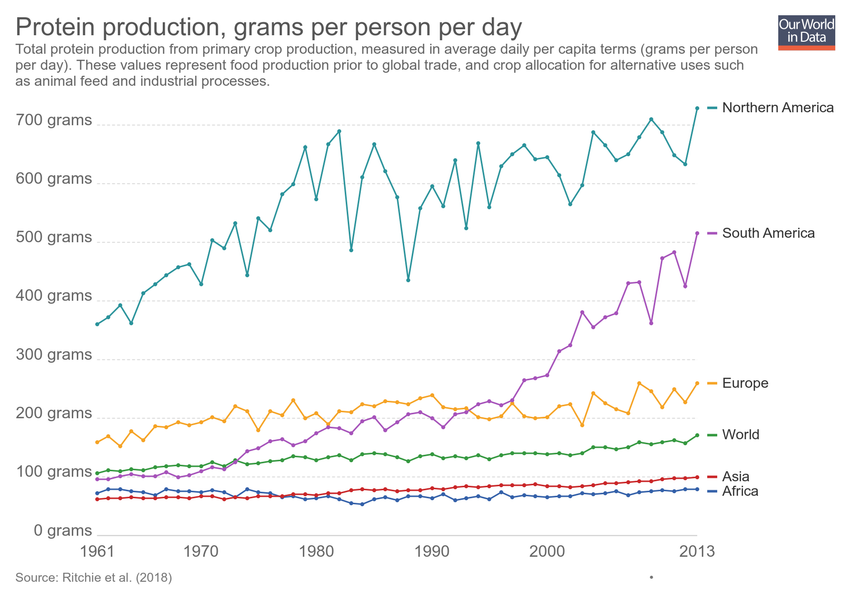 Protein production, grams per person per day
Our World
in Data
Total protein production from primary crop production, measured in average daily per capita terms (grams per person
per day). These values represent food production prior to global trade, and crop allocation for alternative uses such
as animal feed and industrial processes.
700 grams
600 grams
500 grams
400 grams
300 grams
200 grams
100 grams
0 grams
Northern America
South America
Europe
World
Asia
Africa
1961
1970
1980
1990
2000
2013
Source: Ritchie et al. (2018)